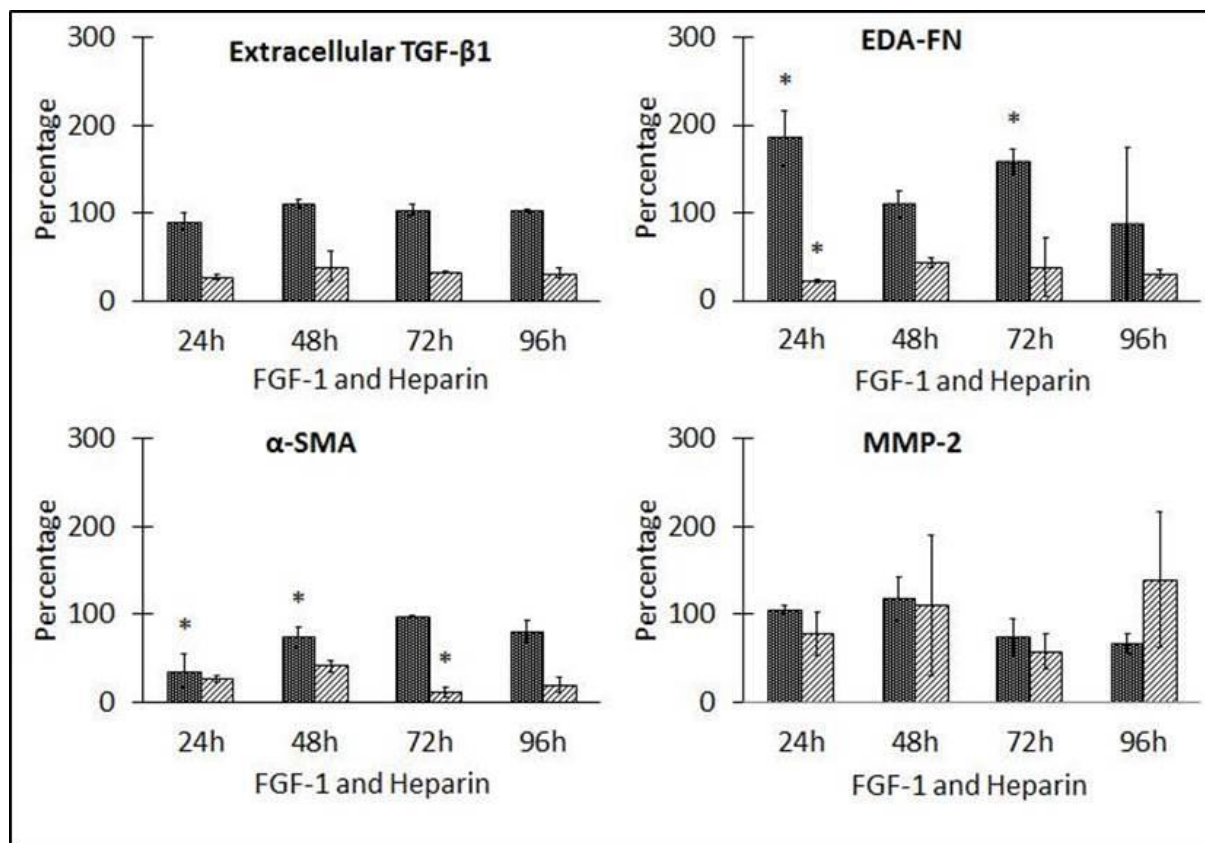 Extracellular TGF-β1
Percentage
300
200
100
0
24h 48h 72h 96h
FGF-1 and Heparin
EDA-FN
Percentage
300
200
100
0
* * *
24h 48h 72h 96h
FGF-1 and Heparin
α-SMA
Percentage
300
200
100
0
* * *
24h 48h 72h 96h
FGF-1 and Heparin
MMP-2
Percentage
300
200
100
0
24h 48h 72h 96h
FGF-1 and Heparin